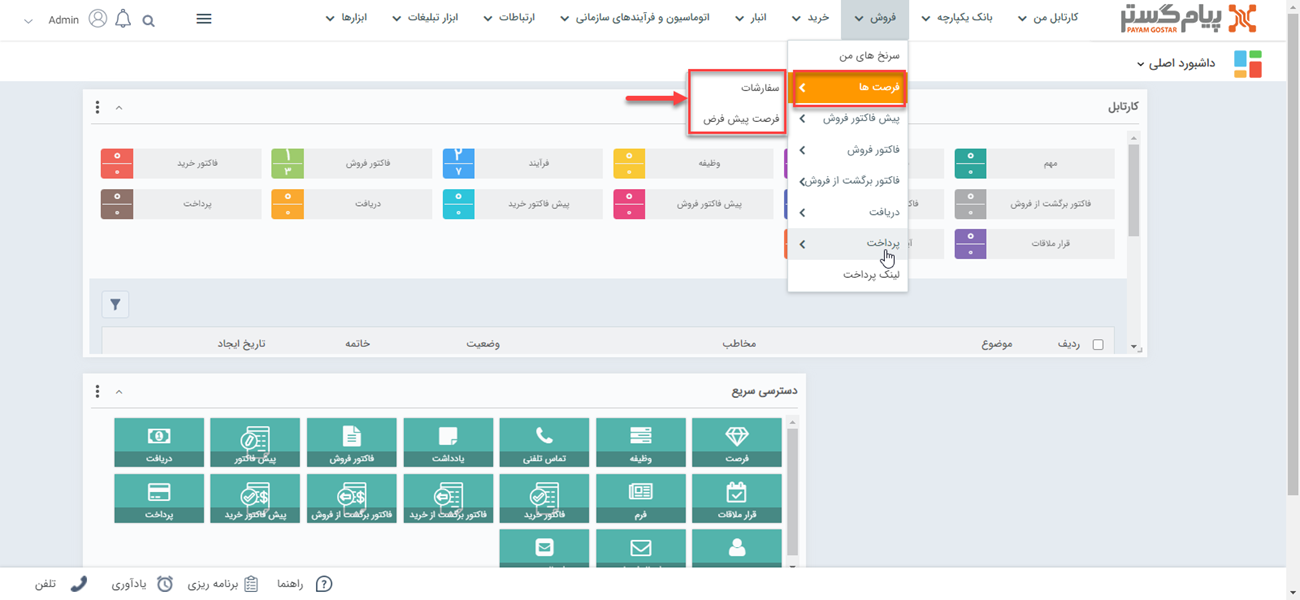 پیام گستر
PAYAM GOSTAR
کارتابل من
بانک یکپارچه
فروش
خرید
انبار
اتوماسیون و فرآیندهای سازمانی
ارتباطات
ابزار تبلیغات
ابزارها
Admin
داشبورد اصلی
سرنخ های من
فرصت ها
پیش فاکتور فروش
فاکتور فروش
فاکتور برگشت از فروش
دریافت
پرداخت
لینک پرداخت
سفارشات
فرصت پیش فرض
کارتابل
مهم
۰
۰
وظیفه
۰
۰
فرآیند
۲
۷
فاکتور فروش
۱
۳
فاکتور خرید
۰
۰
فاکتور برگشت از فروش
۰
۰
پیش فاکتور فروش
۰
۰
پیش فاکتور خرید
۰
۰
دریافت
۰
۰
پرداخت
۰
۰
قرار ملاقات
۰
۰
ردیف
موضوع
مخاطب
وضعیت
خاتمه
تاریخ ایجاد
دسترسی سریع
فرصت
وظیفه
تماس تلفنی
یادداشت
فاکتور فروش
پیش فاکتور
دریافت
قرار ملاقات
فرم
فاکتور خرید
فاکتور برگشت از خرید
فاکتور برگشت از فروش
پیش فاکتور خرید
پرداخت
راهنما
برنامه ریزی
یادآوری
تلفن